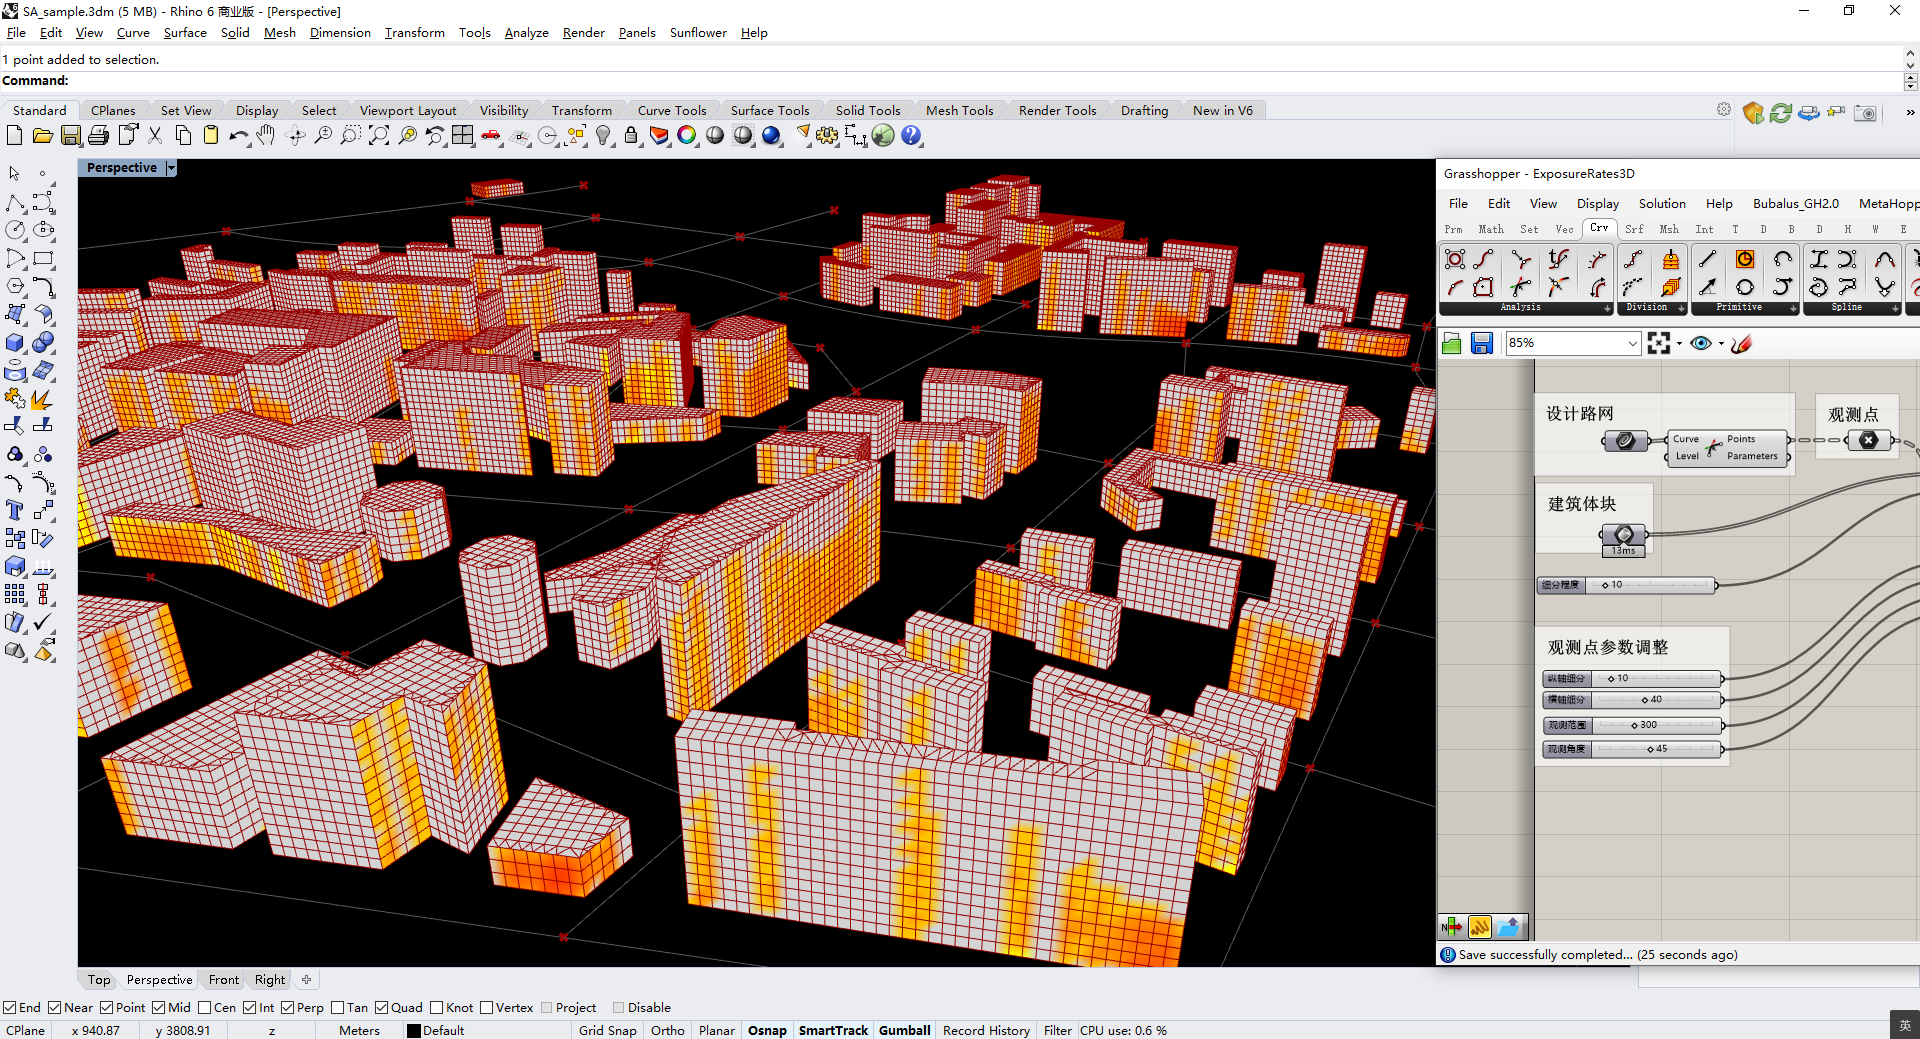 SA_sample.3dm (5 MB) - Rhino 6 商业版 - [Perspective]
File Edit View Curve Surface Solid Mesh Dimension Transform Tools Analyze Render Panels Sunflower Help
1 point added to selection.
Command:
Standard CPlanes Set View Display Select Viewport Layout Visibility Transform Curve Tools Surface Tools Solid Tools Mesh Tools Render Tools Drafting New in V6
Perspective
Grasshopper - ExposureRates3D
File Edit View Display Solution Help Bubalus_GH2.0 MetaHopp
Prm Math Set Vec Crv Srf Msh Int T D B D H W E
Analysis Division Primitive Spline
85%
设计路网
观测点
Curve Points
Level Parameters
建筑体块
13ms
细分程度 10
观测点参数调整
纵轴细分 10
横轴细分 40
观测范围 300
观测角度 45
Save successfully completed... (25 seconds ago)
Top Perspective Front Right
End Near Point Mid Cen Int Perp Tan Quad Knot Vertex Project Disable
CPlane x 940.87 y 3808.91 z Meters Default Grid Snap Ortho Planar Osnap SmartTrack Gumball Record History Filter CPU use: 0.6 %
英